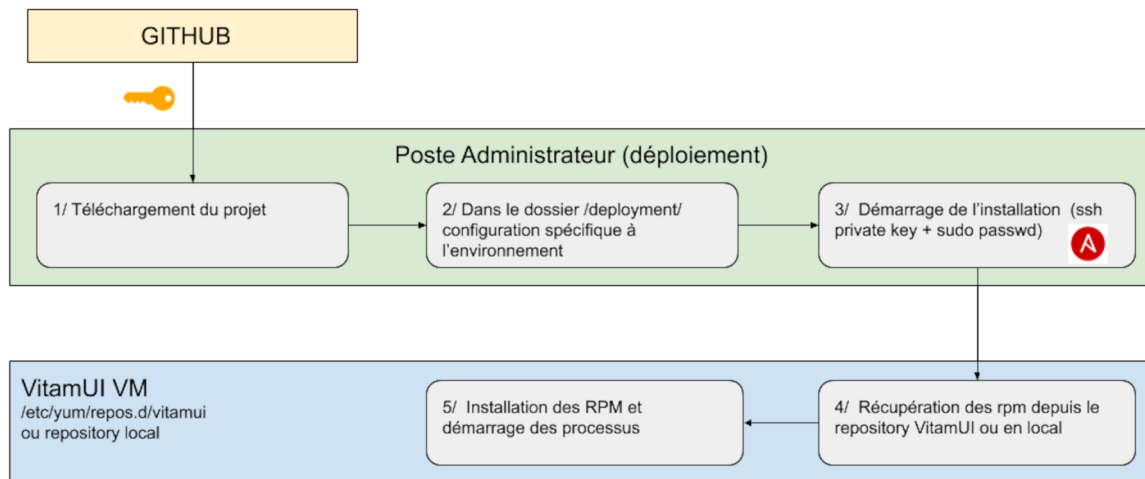 GITHUB
Poste Administrateur (déploiement)
1/ Téléchargement du projet
2/ Dans le dossier /deployment/
configuration spécifique à
l'environnement
3/  Démarrage de l'installation  (ssh
private key + sudo passwd)
VitamUI VM
/etc/yum/repos.d/vitamui
ou repository local
5/  Installation des RPM et
démarrage des processus
4/  Récupération des rpm depuis le
repository VitamUI ou en local